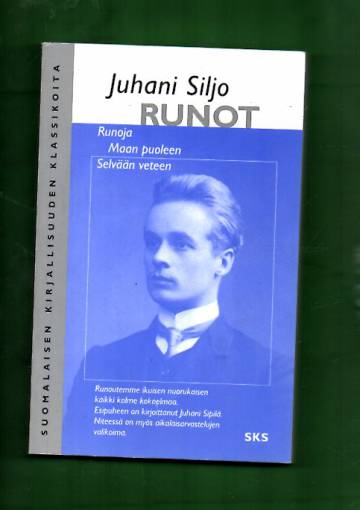 SUOMALAISEN KIRJALLISUUDEN KLASSIKOITA
Juhani Siljo
RUNOT
Runoja
Maan puoleen
Selvään veteen
Runoutemme ikuisen nuorukaisen
kaikki kolme kokoelmaa.
Esipuheen on kirjoittanut Juhani Sipilä.
Niteessä on myös aikalaisarvostelujen
valikoima.
SKS